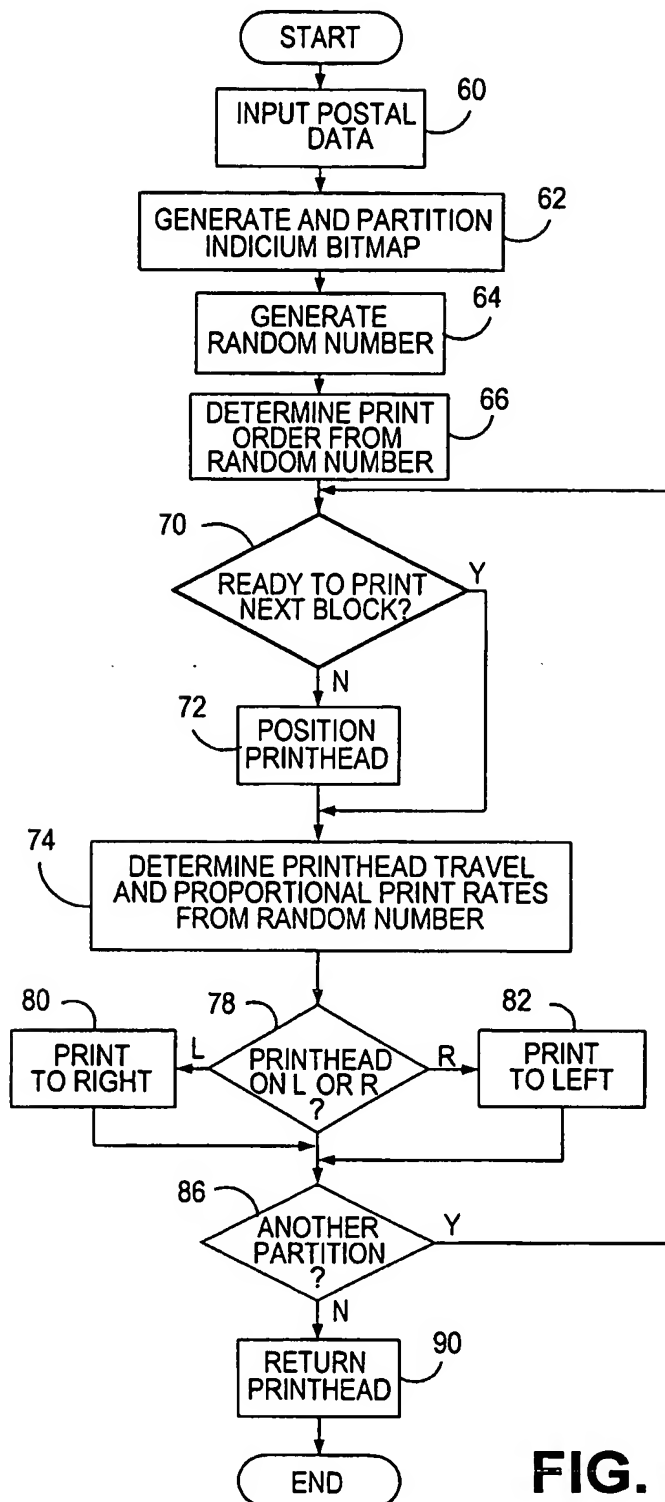 START
60
INPUT POSTAL
DATA
62
GENERATE AND PARTITION
INDICIUM BITMAP
64
GENERATE
RANDOM NUMBER
66
DETERMINE PRINT
ORDER FROM
RANDOM NUMBER
70
READY TO PRINT
NEXT BLOCK?
Y
N
72
POSITION
PRINTHEAD
74
DETERMINE PRINTHEAD TRAVEL
AND PROPORTIONAL PRINT RATES
FROM RANDOM NUMBER
80
PRINT
TO RIGHT
L
78
PRINTHEAD
ON L OR R
?
R
82
PRINT
TO LEFT
86
ANOTHER
PARTITION
?
Y
N
90
RETURN
PRINTHEAD
END
FIG.